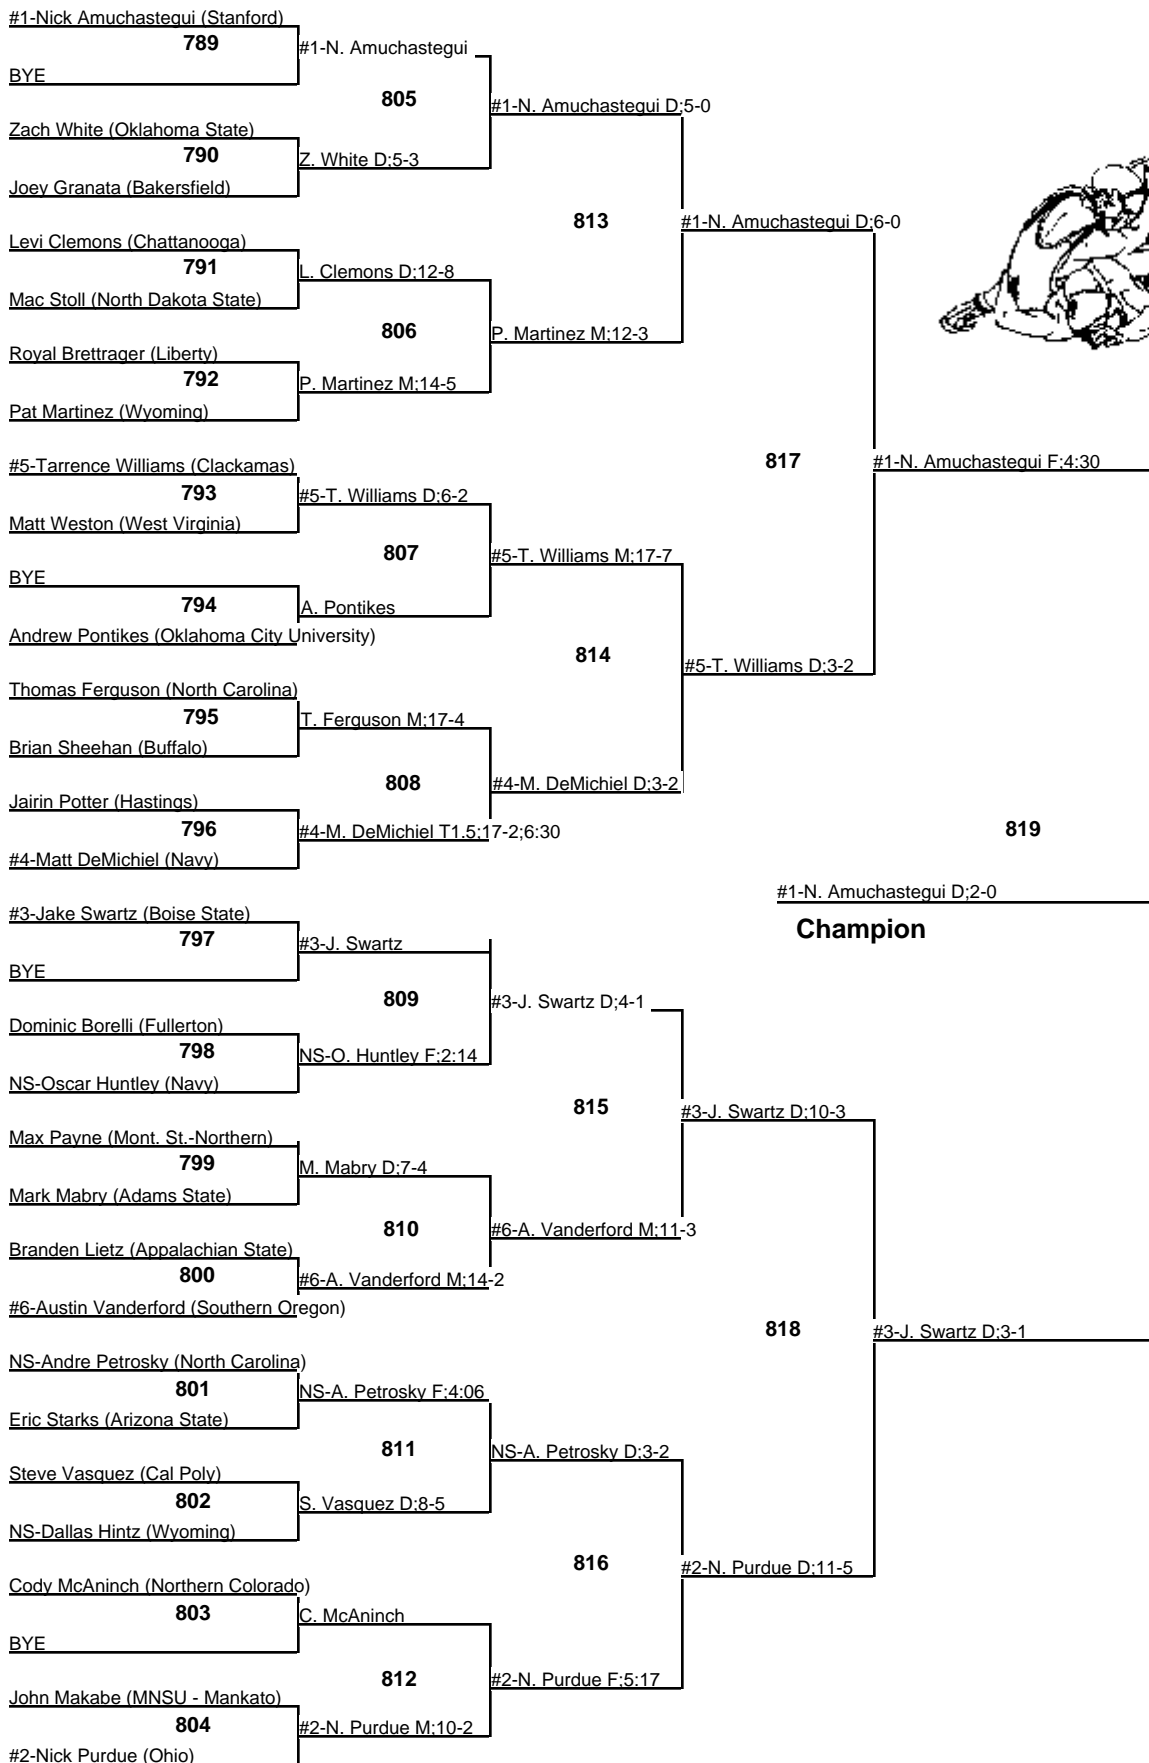 #1-Nick Amuchastegui (Stanford)
789
#1-N. Amuchastegui
BYE
805
#1-N. Amuchastegui D;5-0
Zach White (Oklahoma State)
790
Z. White D;5-3
Joey Granata (Bakersfield)
813
#1-N. Amuchastegui D;6-0
Levi Clemons (Chattanooga)
791
L. Clemons D;12-8
Mac Stoll (North Dakota State)
806
P. Martinez M;12-3
Royal Brettrager (Liberty)
792
P. Martinez M;14-5
Pat Martinez (Wyoming)
817
#1-N. Amuchastegui F;4:30
#5-Tarrence Williams (Clackamas)
793
#5-T. Williams D;6-2
Matt Weston (West Virginia)
807
#5-T. Williams M;17-7
BYE
794
A. Pontikes
Andrew Pontikes (Oklahoma City University)
814
#5-T. Williams D;3-2
Thomas Ferguson (North Carolina)
795
T. Ferguson M;17-4
Brian Sheehan (Buffalo)
808
#4-M. DeMichiel D;3-2
Jairin Potter (Hastings)
796
#4-M. DeMichiel T1.5;17-2;6:30
#4-Matt DeMichiel (Navy)
819
#1-N. Amuchastegui D;2-0
Champion
#3-Jake Swartz (Boise State)
797
#3-J. Swartz
BYE
809
#3-J. Swartz D;4-1
Dominic Borelli (Fullerton)
798
NS-O. Huntley F;2:14
NS-Oscar Huntley (Navy)
815
#3-J. Swartz D;10-3
Max Payne (Mont. St.-Northern)
799
M. Mabry D;7-4
Mark Mabry (Adams State)
810
#6-A. Vanderford M;11-3
Branden Lietz (Appalachian State)
800
#6-A. Vanderford M;14-2
#6-Austin Vanderford (Southern Oregon)
818
#3-J. Swartz D;3-1
NS-Andre Petrosky (North Carolina)
801
NS-A. Petrosky F;4:06
Eric Starks (Arizona State)
811
NS-A. Petrosky D;3-2
Steve Vasquez (Cal Poly)
802
S. Vasquez D;8-5
NS-Dallas Hintz (Wyoming)
816
#2-N. Purdue D;11-5
Cody McAninch (Northern Colorado)
803
C. McAninch
BYE
812
#2-N. Purdue F;5:17
John Makabe (MNSU - Mankato)
804
#2-N. Purdue M;10-2
#2-Nick Purdue (Ohio)